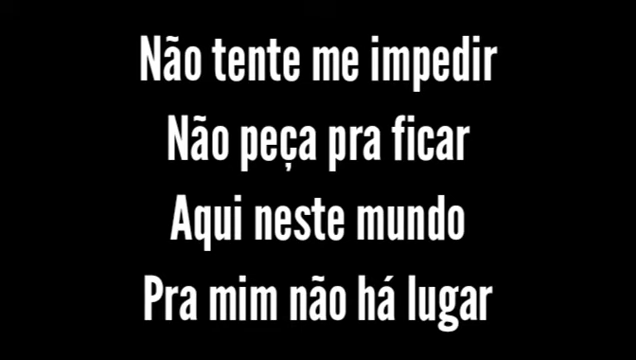 Não tente me impedir
Não peça pra ficar
Aqui neste mundo
Pra mim não há lugar